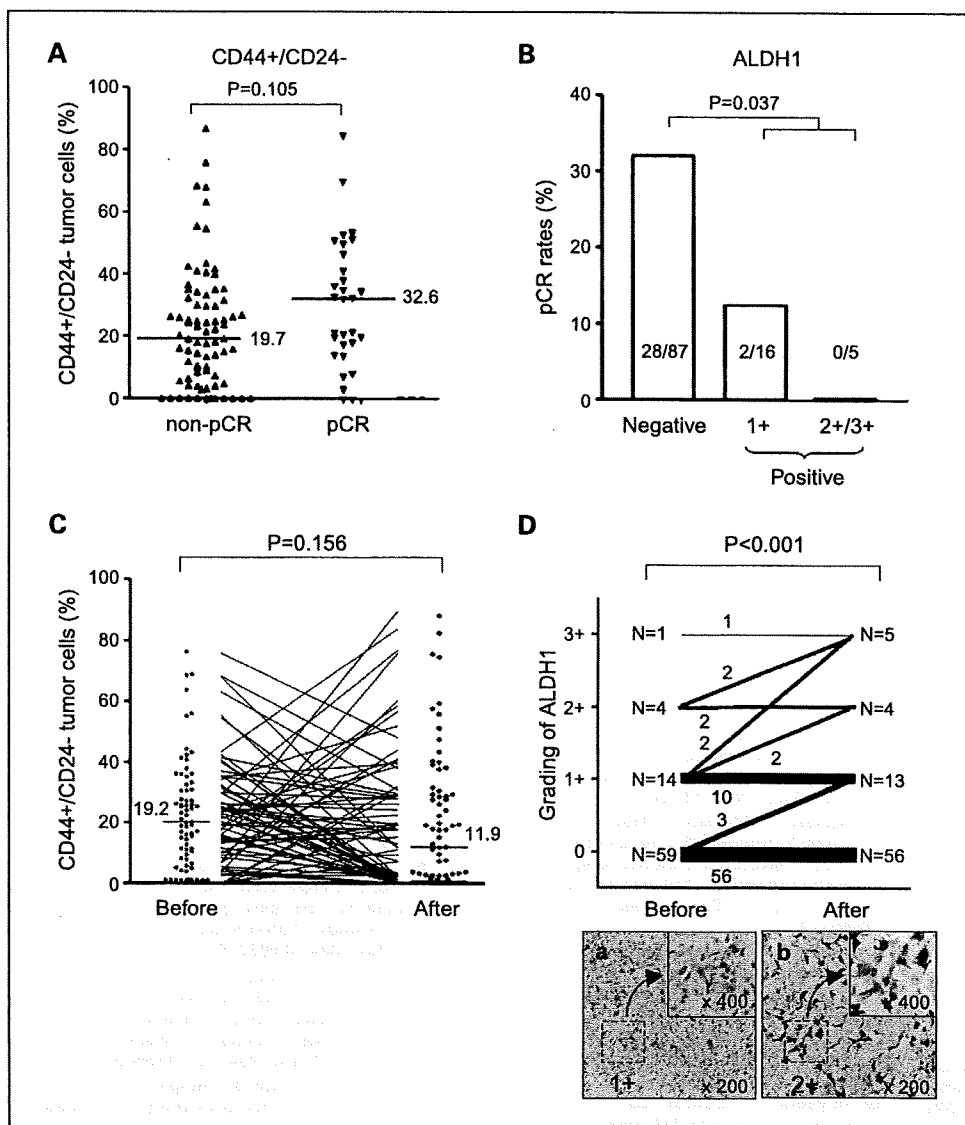 A
CD44+/CD24-
P=0.105
CD44+/CD24- tumor cells (%)
100
80
60
40
20
0
19.7
32.6
non-pCR
pCR
B
ALDH1
P=0.037
pCR rates (%)
40
30
20
10
0
28/87
2/16
0/5
Negative
1+
2+/3+
Positive
C
P=0.156
CD44+/CD24- tumor cells (%)
100
80
60
40
20
0
19.2
11.9
Before
After
D
P<0.001
Grading of ALDH1
3+
2+
1+
0
N=1
N=4
N=14
N=59
1
2
2
2
2
10
3
56
N=5
N=4
N=13
N=56
Before
After
a
x 400
1+
x 200
b
400
2+
x 200